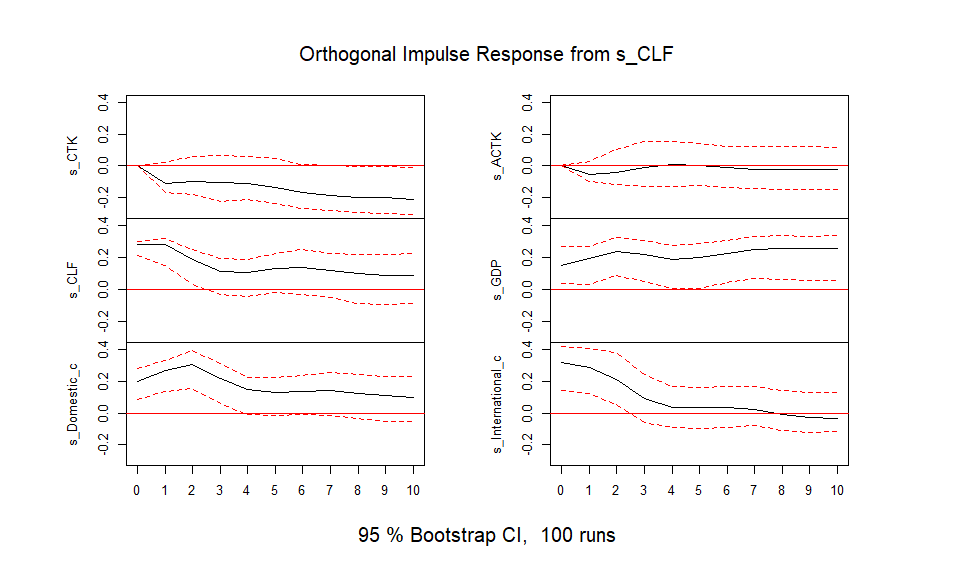 Orthogonal Impulse Response from s_CLF
s_CTK
0.4
0.2
0.0
-0.2
s_CLF
0.4
0.2
0.0
-0.2
s_Domestic_c
0.4
0.2
0.0
-0.2
0 1 2 3 4 5 6 7 8 9 10
s_ACTK
0.4
0.2
0.0
-0.2
s_GDP
0.4
0.2
0.0
-0.2
s_International_c
0.4
0.2
0.0
-0.2
0 1 2 3 4 5 6 7 8 9 10
95 % Bootstrap CI, 100 runs